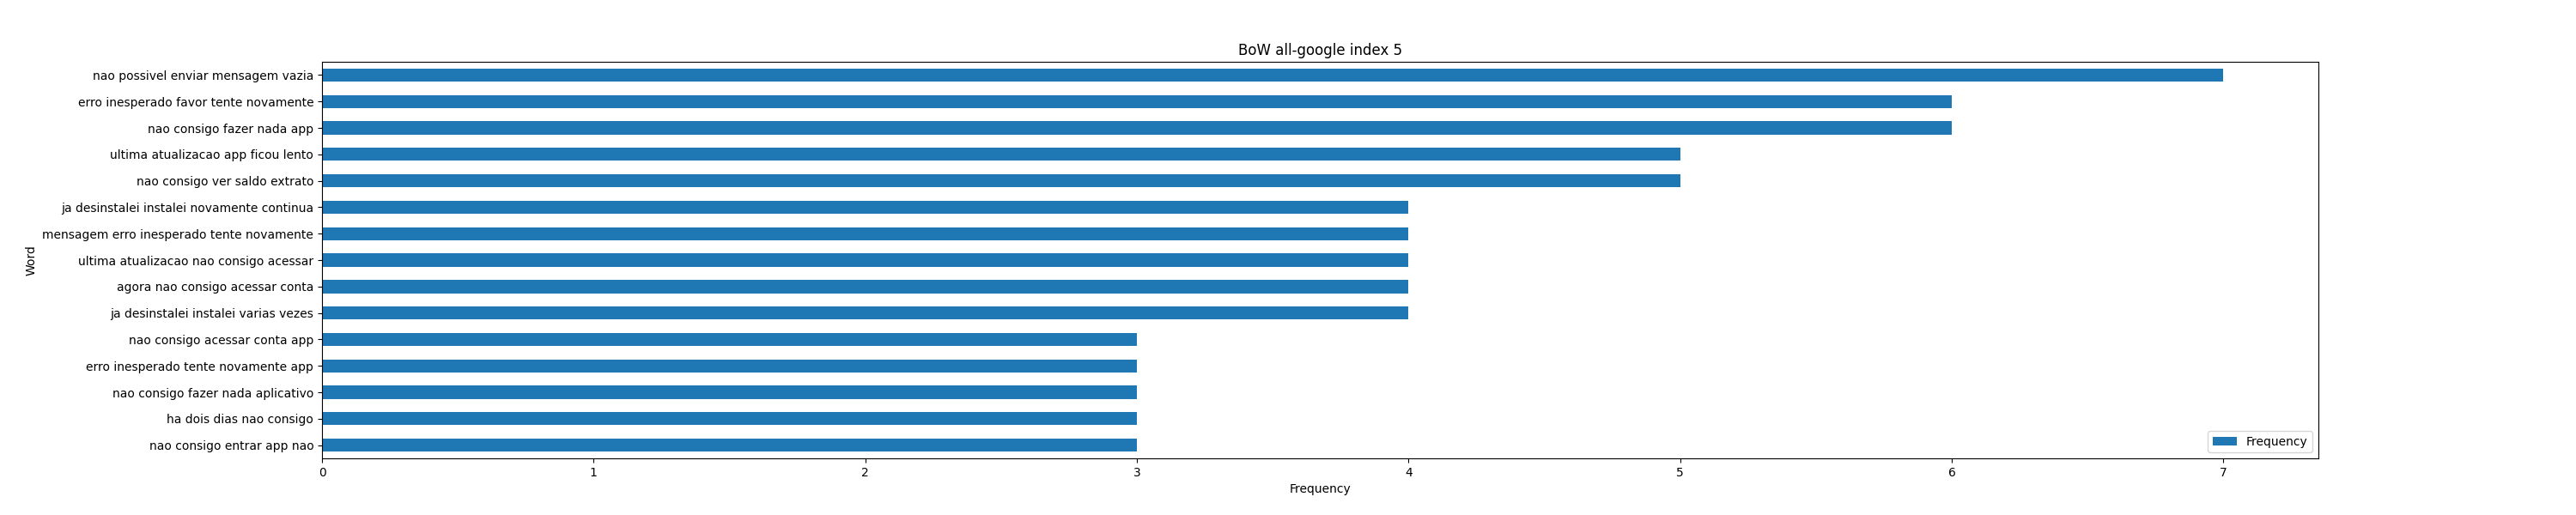 BoW all-google index 5
nao possivel enviar mensagem vazia
erro inesperado favor tente novamente
nao consigo fazer nada app
ultima atualizacao app ficou lento
nao consigo ver saldo extrato
ja desinstalei instalei novamente continua
mensagem erro inesperado tente novamente
ultima atualizacao nao consigo acessar
agora nao consigo acessar conta
ja desinstalei instalei varias vezes
nao consigo acessar conta app
erro inesperado tente novamente app
nao consigo fazer nada aplicativo
ha dois dias nao consigo
nao consigo entrar app nao
Word
Frequency
0 1 2 3 4 5 6 7
Frequency